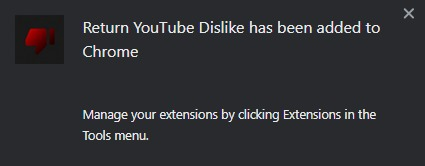 Return YouTube Dislike has been added to
Chrome
Manage your extensions by clicking Extensions in the
Tools menu.